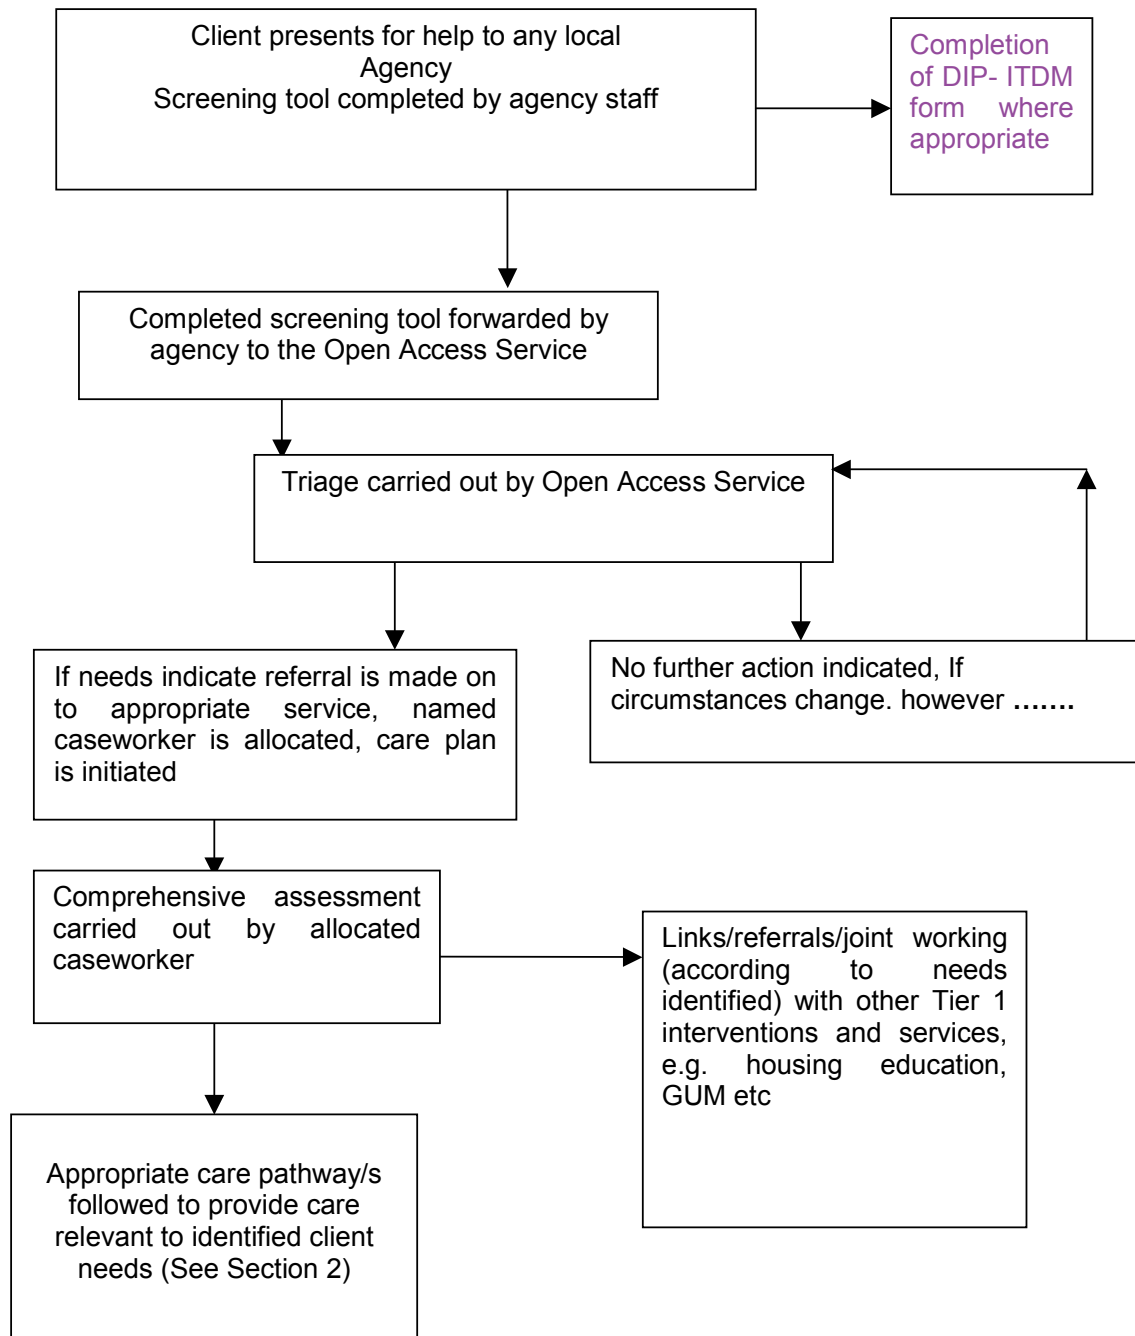 Client presents for help to any local
Agency
Screening tool completed by agency staff
Completion
of DIP- ITDM
form where
appropriate
Completed screening tool forwarded by
agency to the Open Access Service
Triage carried out by Open Access Service
If needs indicate referral is made on
to appropriate service, named
caseworker is allocated, care plan
is initiated
No further action indicated, If
circumstances change. however …….
Comprehensive assessment
carried out by allocated
caseworker
Links/referrals/joint working
(according to needs
identified) with other Tier 1
interventions and services,
e.g. housing education,
GUM etc
Appropriate care pathway/s
followed to provide care
relevant to identified client
needs (See Section 2)